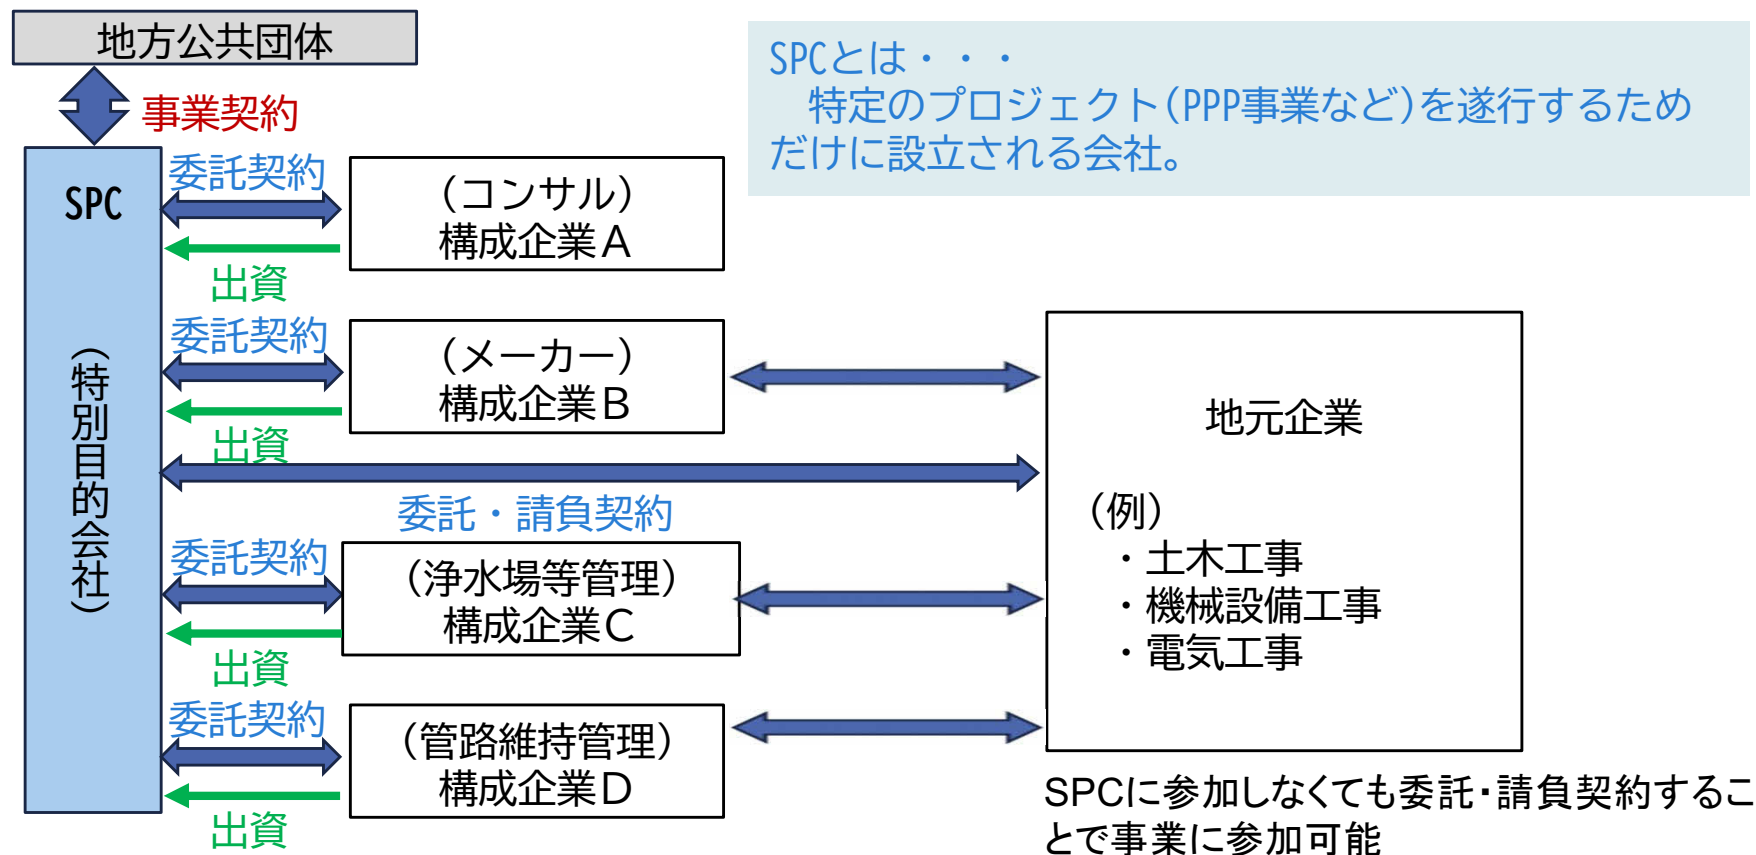 地方公共団体
事業契約
SPCとは・・・
特定のプロジェクト(PPP事業など)を遂行するため
だけに設立される会社。
SPC
(特別目的会社)
委託契約
(コンサル)
構成企業A
出資
委託契約
(メーカー)
構成企業B
出資
委託・請負契約
委託契約
(浄水場等管理)
構成企業C
出資
委託契約
(管路維持管理)
構成企業D
出資
地元企業
(例)
・土木工事
・機械設備工事
・電気工事
SPCに参加しなくても委託・請負契約するこ
とで事業に参加可能